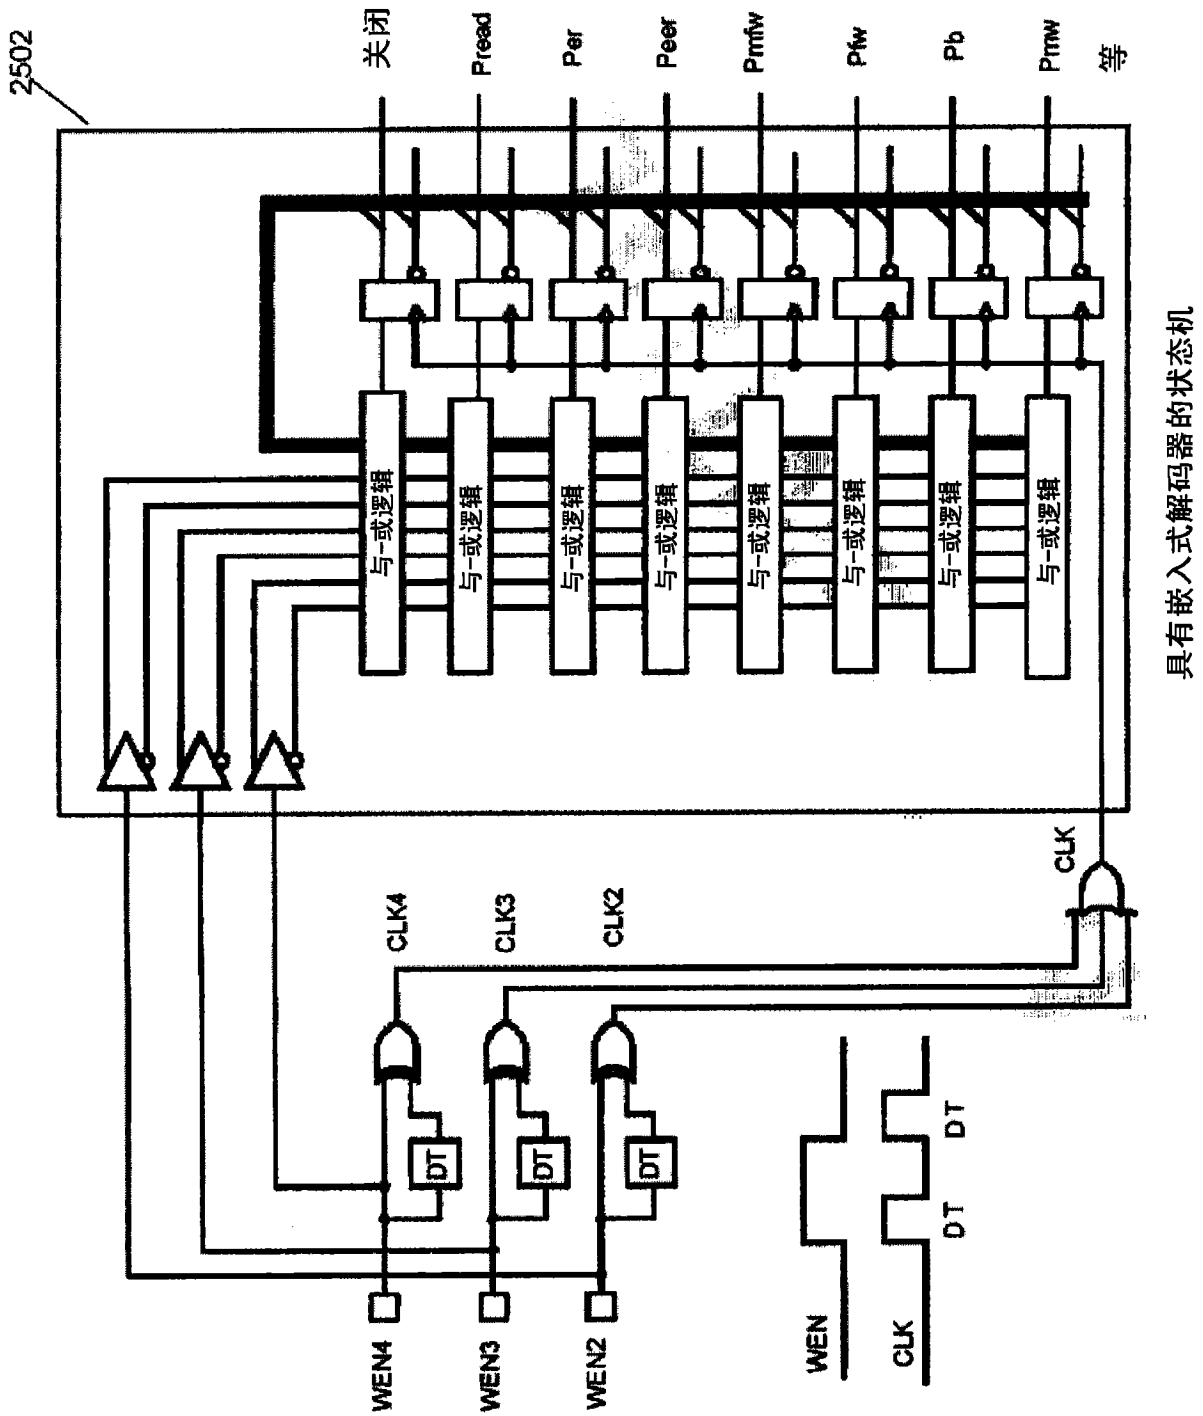 2502
关闭
Pread
Per
Peer
Pmfw
Pfw
Pb
Pmw
等
与-或逻辑
与-或逻辑
与-或逻辑
与-或逻辑
与-或逻辑
与-或逻辑
与-或逻辑
与-或逻辑
CLK4
CLK3
CLK2
CLK
DT
DT
DT
WEN4
WEN3
WEN2
WEN
CLK
DT
DT
具有嵌入式解码器的状态机